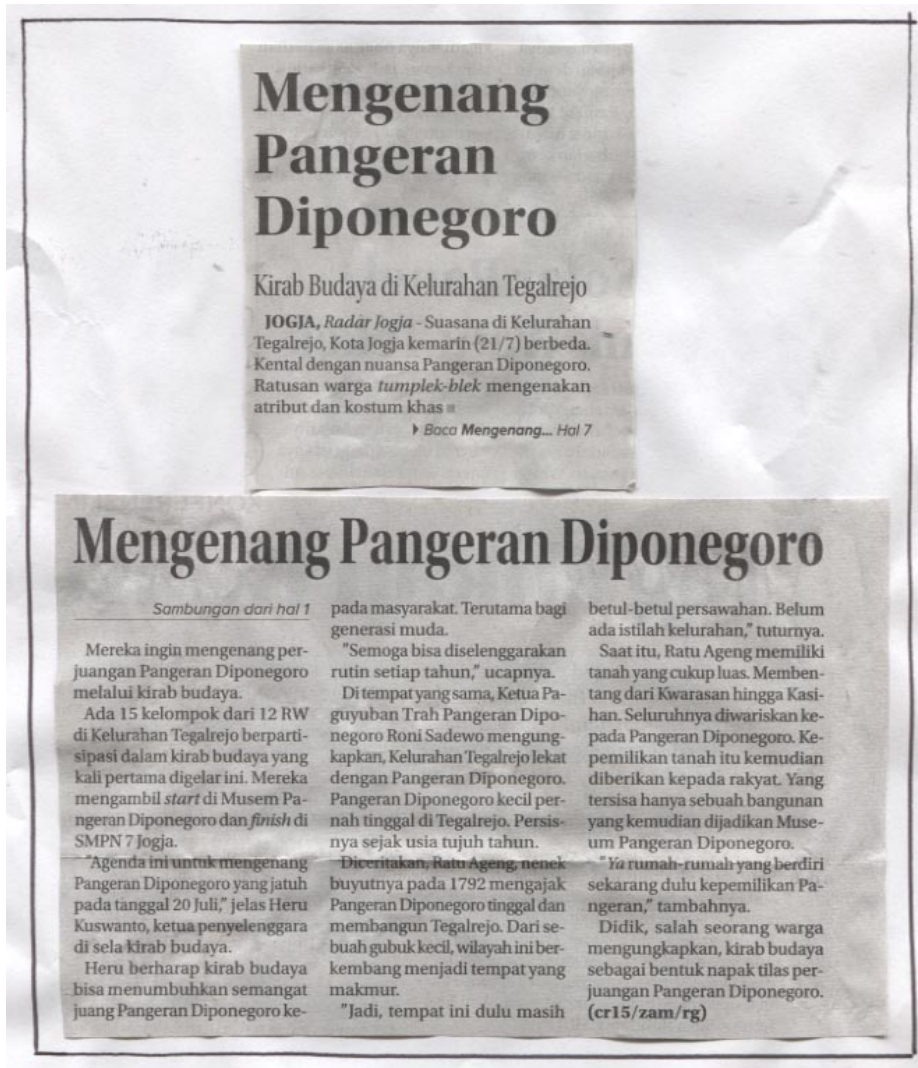 Mengenang
Pangeran
Diponegoro
Kirab Budaya di Kelurahan Tegalrejo
JOGJA, Radar Jogja - Suasana di Kelurahan
Tegalrejo, Kota Jogja kemarin (21/7) berbeda.
Kental dengan nuansa Pangeran Diponegoro.
Ratusan warga tumplek-blek mengenakan
atribut dan kostum khas
Baca Mengenang... Hal 7
Mengenang Pangeran Diponegoro
Sambungan dari hal 1
Mereka ingin mengenang per-
juangan Pangeran Diponegoro
melalui kirab budaya.
Ada 15 kelompok dari 12 RW
di Kelurahan Tegalrejo berparti-
sipasi dalam kirab budaya yang
kali pertama digelar ini. Mereka
mengambil start di Musem Pa-
ngeran Diponegoro dan finish di
SMPN 7 Jogja.
"Agenda ini untuk mengenang
Pangeran Diponegoro yang jatuh
pada tanggal 20 Juli," jelas Heru
Kuswanto, ketua penyelenggara
di sela kirab budaya.
Heru berharap kirab budaya
bisa menumbuhkan semangat
juang Pangeran Diponegoro ke-
pada masyarakat. Terutama bagi
generasi muda.
"Semoga bisa diselenggarakan
rutin setiap tahun," ucapnya.
Di tempat yang sama, Ketua Pa-
guyuban Trah Pangeran Dipo-
negoro Roni Sadewo mengung-
kapkan, Kelurahan Tegalrejo lekat
dengan Pangeran Diponegoro.
Pangeran Diponegoro kecil per-
nah tinggal di Tegalrejo. Persis-
nya sejak usia tujuh tahun.
Diceritakan, Ratu Ageng, nenek
buyutnya pada 1792 mengajak
Pangeran Diponegoro tinggal dan
membangun Tegalrejo. Dari se-
buah gubuk kecil, wilayah ini ber-
kembang menjadi tempat yang
makmur.
"Jadi, tempat ini dulu masih
betul-betul persawahan. Belum
ada istilah kelurahan," tuturnya.
Saat itu, Ratu Ageng memiliki
tanah yang cukup luas. Memben-
tang dari Kwarasan hingga Kasi-
han. Seluruhnya diwariskan ke-
pada Pangeran Diponegoro. Ke-
pemilikan tanah itu kemudian
diberikan kepada rakyat. Yang
tersisa hanya sebuah bangunan
yang kemudian dijadikan Muse-
um Pangeran Diponegoro.
"Ya rumah-rumah yang berdiri
sekarang dulu kepemilikan Pa-
ngeran," tambahnya.
Didik, salah seorang warga
mengungkapkan, kirab budaya
sebagai bentuk napak tilas per-
juangan Pangeran Diponegoro.
(cr15/zam/rg)